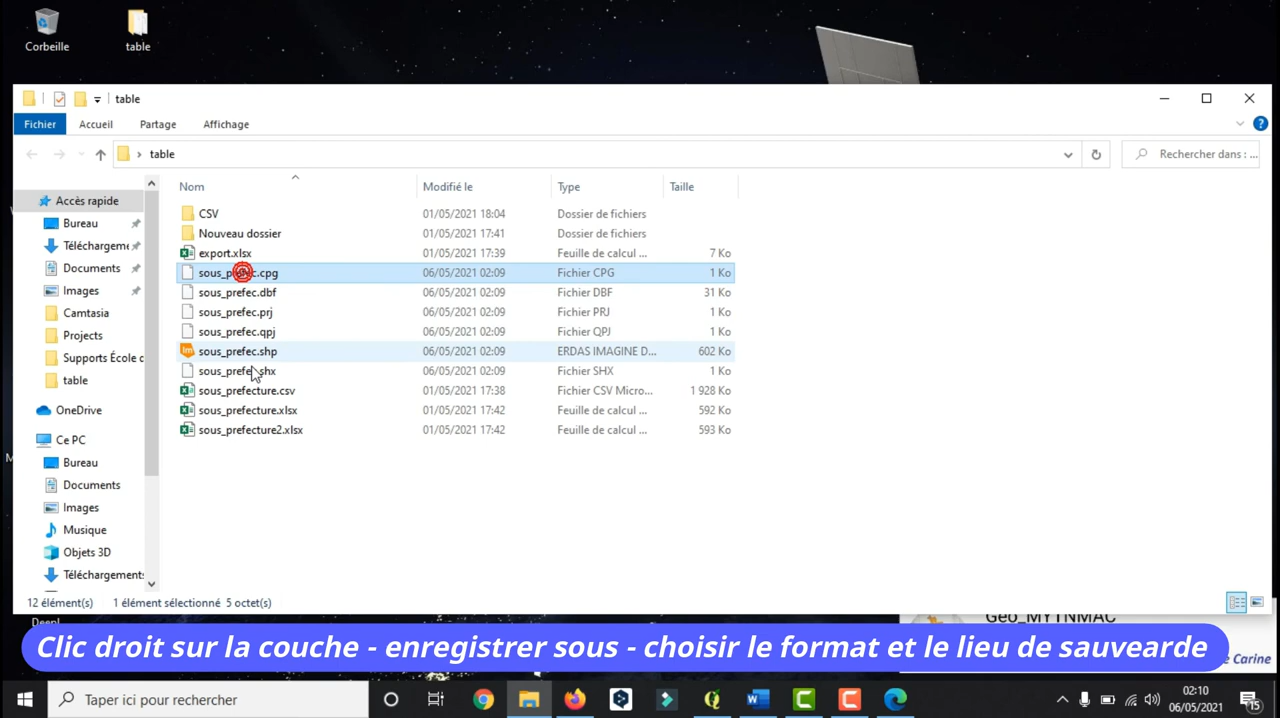 Corbeille
table
table
Fichier Accueil Partage Affichage
table
Rechercher dans : ...
Nom Modifié le Type Taille
Accès rapide
Bureau
Téléchargeme
Documents
Images
Camtasia
Projects
Supports École d
table
OneDrive
Ce PC
Bureau
Documents
Images
Musique
Objets 3D
Téléchargements
CSV 01/05/2021 18:04 Dossier de fichiers
Nouveau dossier 01/05/2021 17:41 Dossier de fichiers
export.xlsx 01/05/2021 17:39 Feuille de calcul ... 7 Ko
sous_prefec.cpg 06/05/2021 02:09 Fichier CPG 1 Ko
sous_prefec.dbf 06/05/2021 02:09 Fichier DBF 31 Ko
sous_prefec.prj 06/05/2021 02:09 Fichier PRJ 1 Ko
sous_prefec.qpj 06/05/2021 02:09 Fichier QPJ 1 Ko
sous_prefec.shp 06/05/2021 02:09 ERDAS IMAGINE D... 602 Ko
sous_prefec.shx 06/05/2021 02:09 Fichier SHX 1 Ko
sous_prefecture.csv 01/05/2021 17:38 Fichier CSV Micro... 1 928 Ko
sous_prefecture.xlsx 01/05/2021 17:42 Feuille de calcul ... 592 Ko
sous_prefecture2.xlsx 01/05/2021 17:42 Feuille de calcul ... 593 Ko
12 élément(s) 1 élément sélectionné 5 octet(s)
Geo_MYTNMAC
Clic droit sur la couche - enregistrer sous - choisir le format et le lieu de sauvearde
Carine
Taper ici pour rechercher
02:10
06/05/2021
15